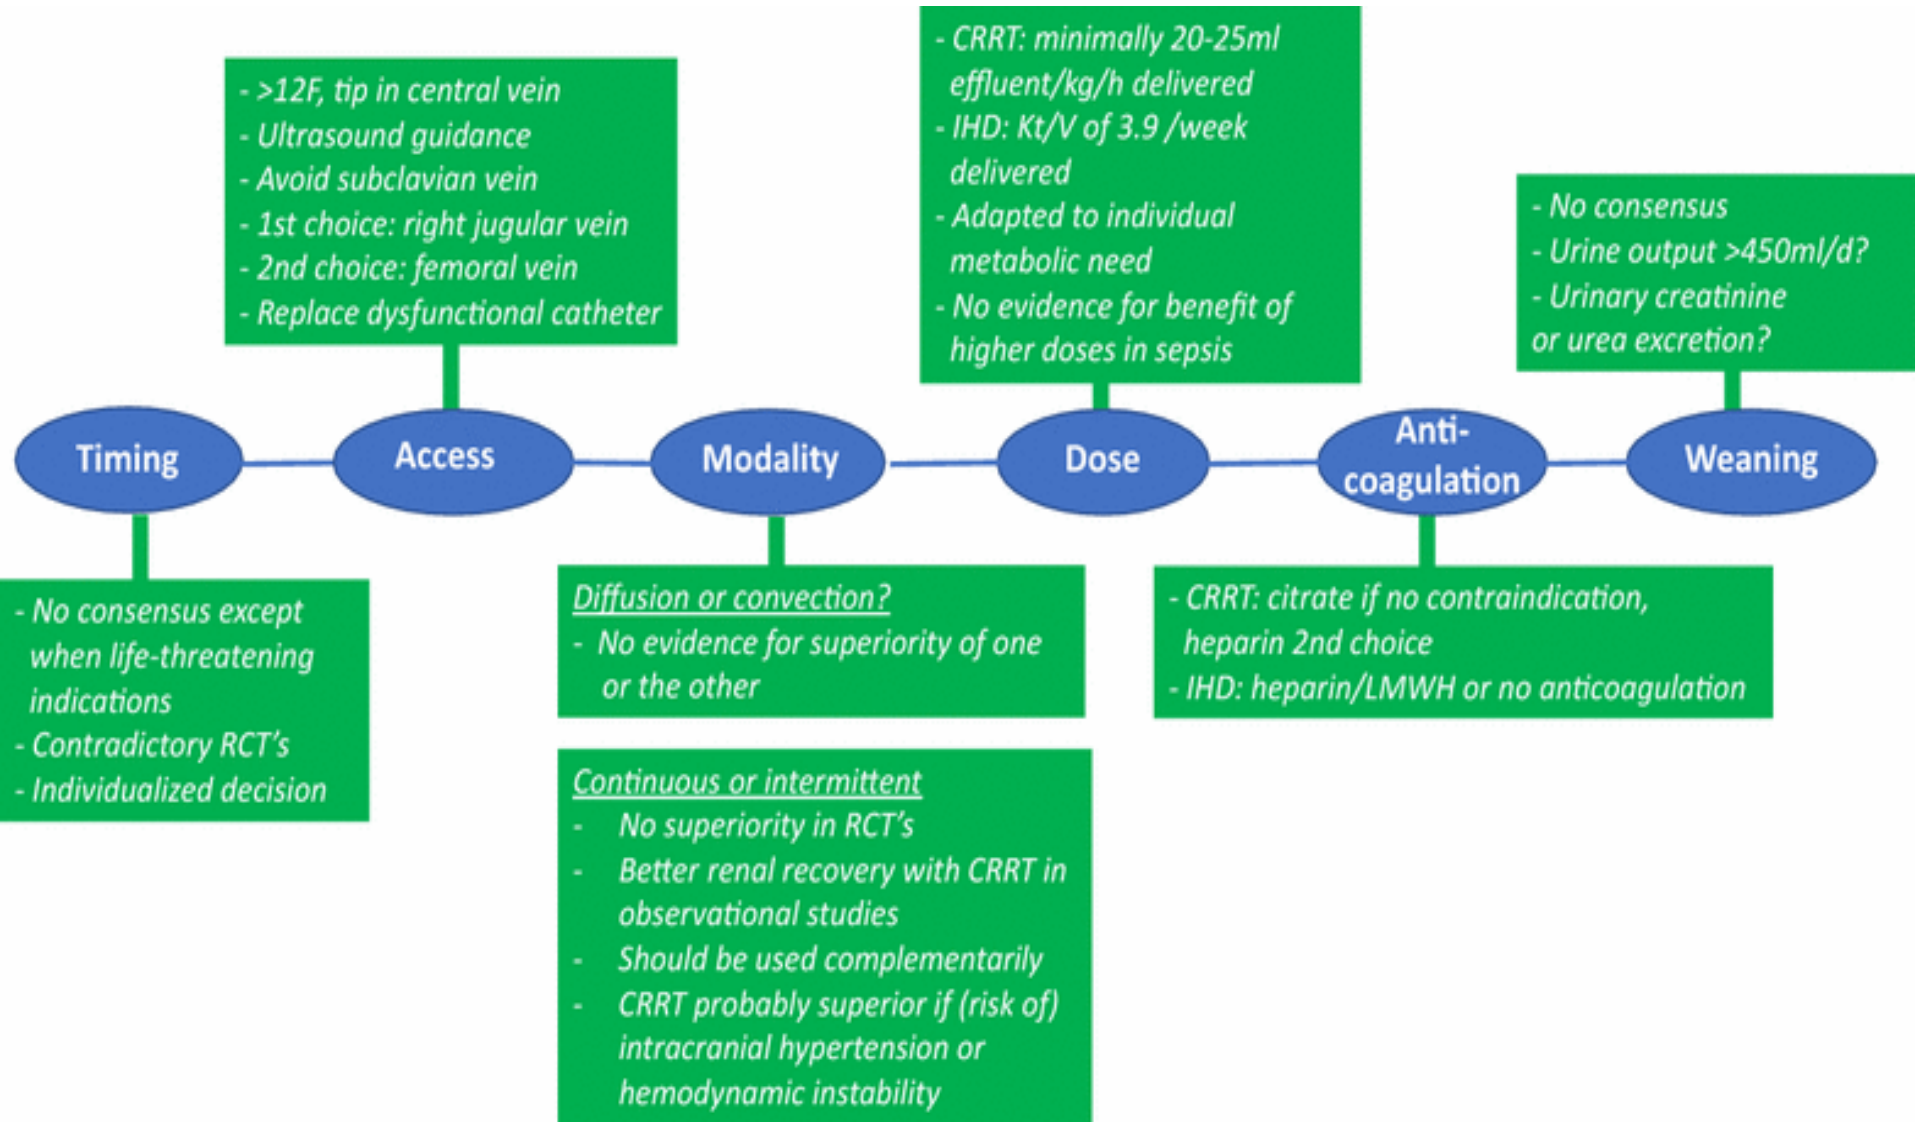 Timing
- No consensus except
when life-threatening
indications
- Contradictory RCT's
- Individualized decision
Access
- >12F, tip in central vein
- Ultrasound guidance
- Avoid subclavian vein
- 1st choice: right jugular vein
- 2nd choice: femoral vein
- Replace dysfunctional catheter
Modality
Diffusion or convection?
- No evidence for superiority of one
or the other
Continuous or intermittent
- No superiority in RCT's
- Better renal recovery with CRRT in
observational studies
- Should be used complementarily
- CRRT probably superior if (risk of)
intracranial hypertension or
hemodynamic instability
Dose
- CRRT: minimally 20-25ml
effluent/kg/h delivered
- IHD: Kt/V of 3.9 /week
delivered
- Adapted to individual
metabolic need
- No evidence for benefit of
higher doses in sepsis
Anti-
coagulation
- CRRT: citrate if no contraindication,
heparin 2nd choice
- IHD: heparin/LMWH or no anticoagulation
Weaning
- No consensus
- Urine output >450ml/d?
- Urinary creatinine
or urea excretion?